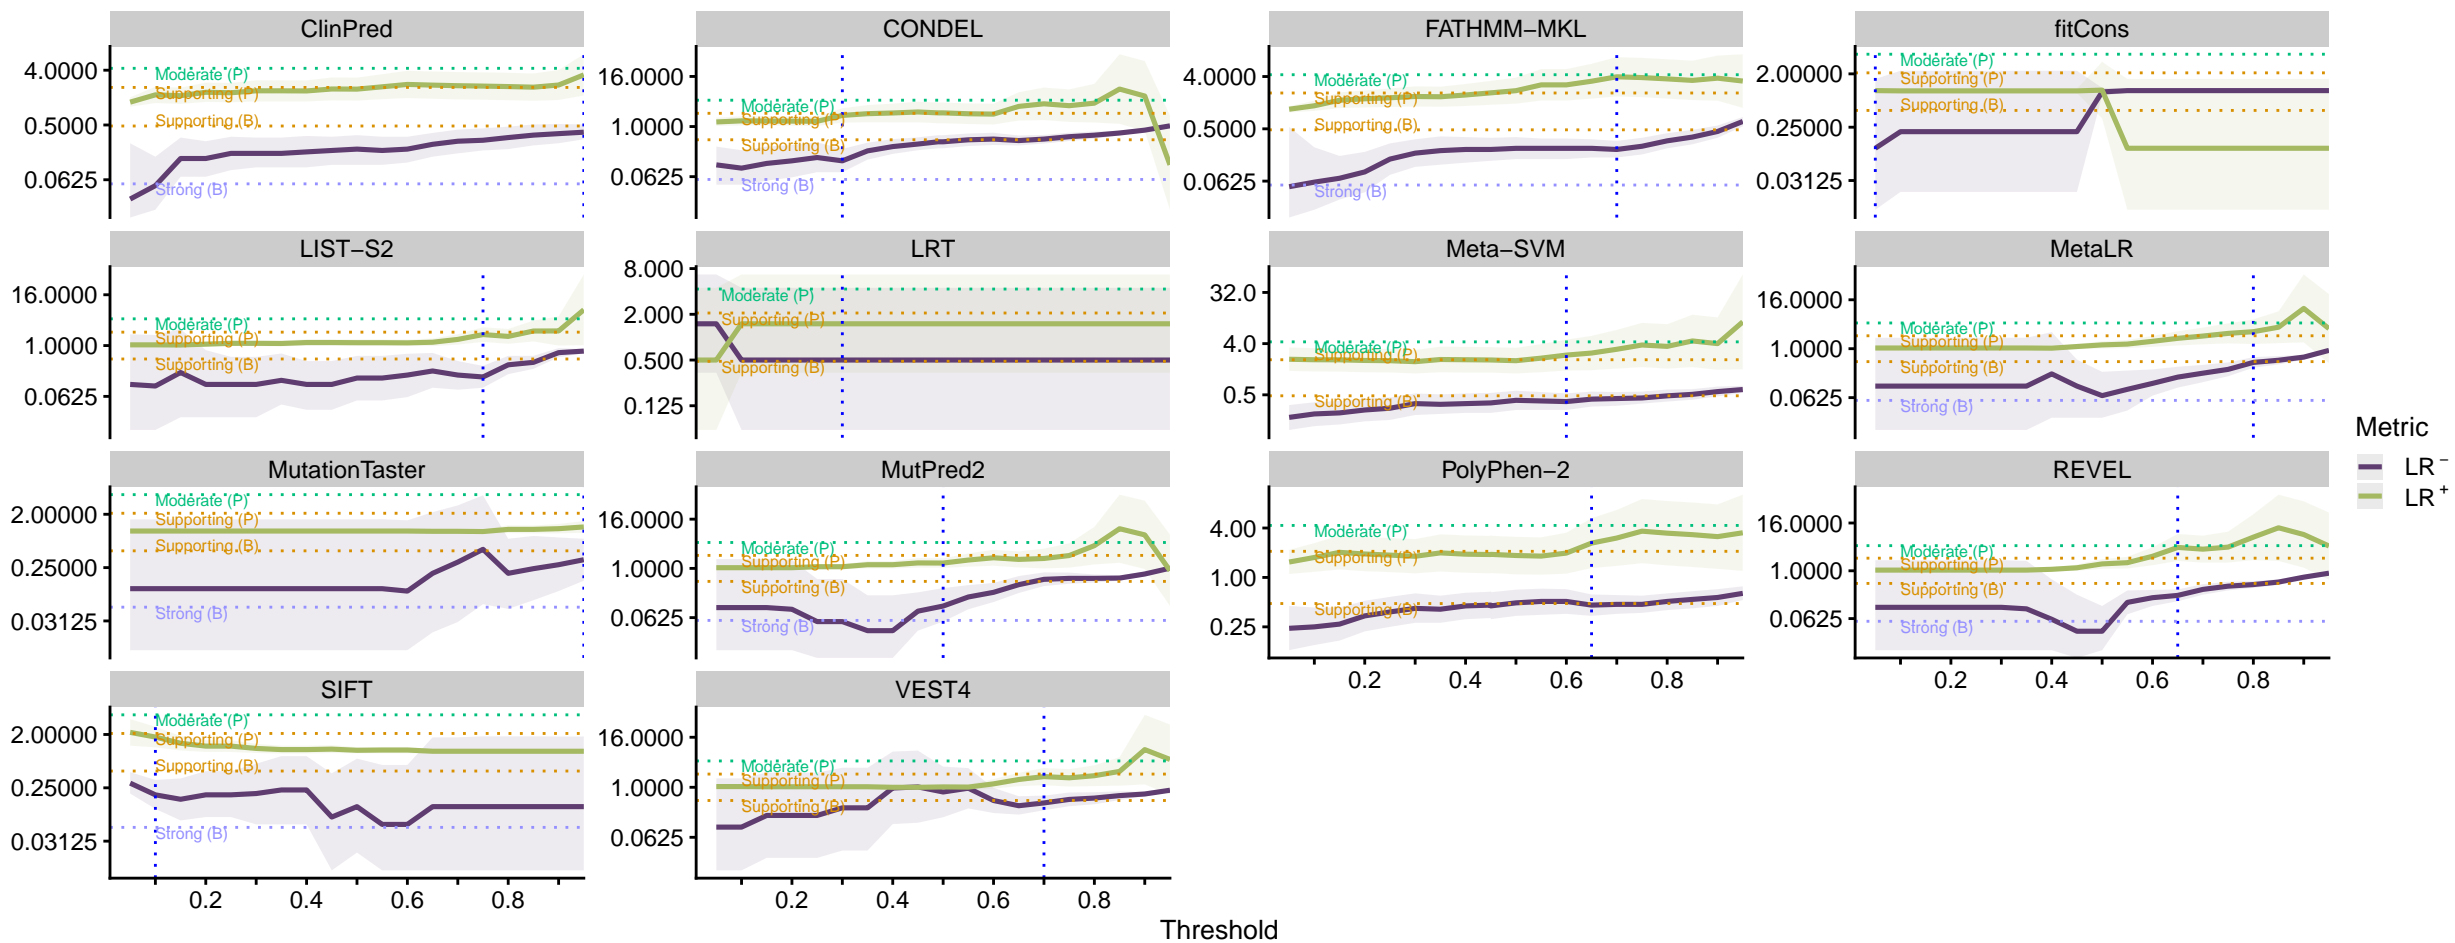 ClinPred
4.0000
0.5000
0.0625
Moderate (P)
Supporting (P)
Supporting (B)
Strong (B)
CONDEL
16.0000
1.0000
0.0625
Moderate (P)
Supporting (P)
Supporting (B)
Strong (B)
FATHMM−MKL
4.0000
0.5000
0.0625
Moderate (P)
Supporting (P)
Supporting (B)
Strong (B)
fitCons
2.00000
0.25000
0.03125
Moderate (P)
Supporting (P)
Supporting (B)
LIST−S2
16.0000
1.0000
0.0625
Moderate (P)
Supporting (P)
Supporting (B)
LRT
8.000
2.000
0.500
0.125
Moderate (P)
Supporting (P)
Supporting (B)
Meta−SVM
32.0
4.0
0.5
Moderate (P)
Supporting (P)
Supporting (B)
MetaLR
16.0000
1.0000
0.0625
Moderate (P)
Supporting (P)
Supporting (B)
Strong (B)
MutationTaster
2.00000
0.25000
0.03125
Moderate (P)
Supporting (P)
Supporting (B)
Strong (B)
MutPred2
16.0000
1.0000
0.0625
Moderate (P)
Supporting (P)
Supporting (B)
Strong (B)
PolyPhen−2
4.00
1.00
0.25
Moderate (P)
Supporting (P)
Supporting (B)
0.2 0.4 0.6 0.8
REVEL
16.0000
1.0000
0.0625
Moderate (P)
Supporting (P)
Supporting (B)
Strong (B)
0.2 0.4 0.6 0.8
SIFT
2.00000
0.25000
0.03125
Moderate (P)
Supporting (P)
Supporting (B)
Strong (B)
0.2 0.4 0.6 0.8
VEST4
16.0000
1.0000
0.0625
Moderate (P)
Supporting (P)
Supporting (B)
0.2 0.4 0.6 0.8
Threshold
Metric
LR⁻
LR⁺